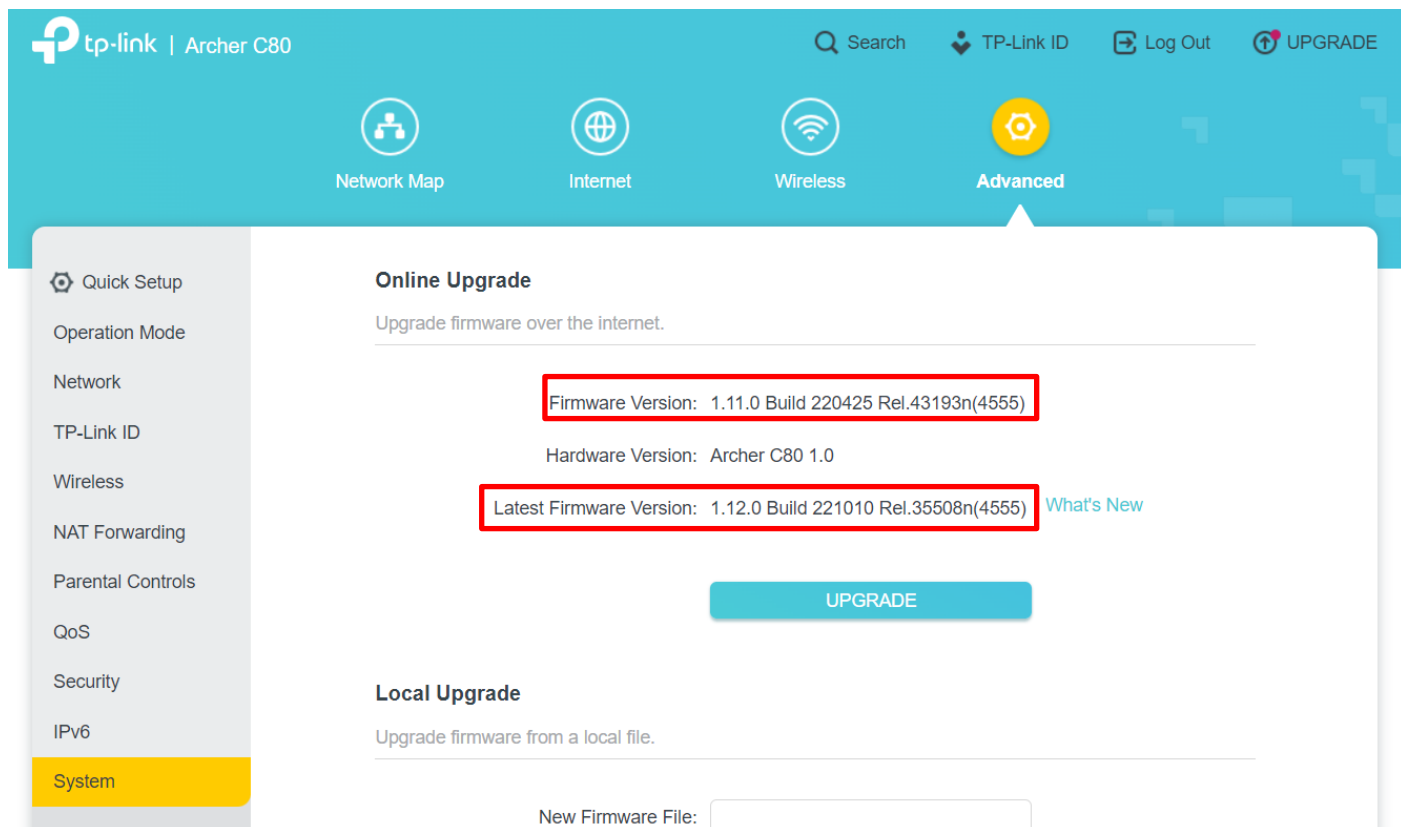 tp-link | Archer C80
Search
TP-Link ID
Log Out
UPGRADE
Network Map
Internet
Wireless
Advanced
Quick Setup
Operation Mode
Network
TP-Link ID
Wireless
NAT Forwarding
Parental Controls
QoS
Security
IPv6
System
Online Upgrade
Upgrade firmware over the internet.
Firmware Version: 1.11.0 Build 220425 Rel.43193n(4555)
Hardware Version: Archer C80 1.0
Latest Firmware Version: 1.12.0 Build 221010 Rel.35508n(4555) What's New
UPGRADE
Local Upgrade
Upgrade firmware from a local file.
New Firmware File: